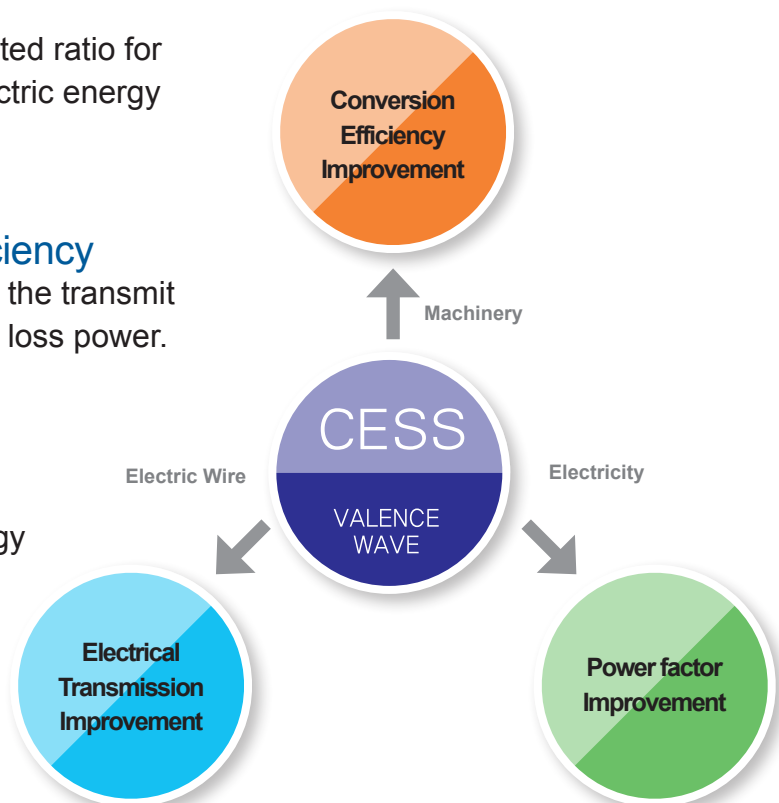 ted ratio for
ctric energy
ciency
the transmit
loss power.
gy
Conversion
Efficiency
Improvement
Machinery
CESS
VALENCE
WAVE
Electric Wire
Electricity
Electrical
Transmission
Improvement
Power factor
Improvement